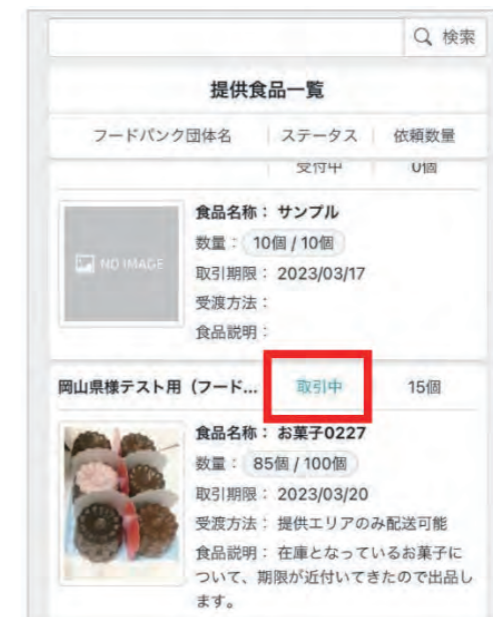 検索
提供食品一覧
フードバンク団体名 ステータス 依頼数量
受付中 0個
食品名称： サンプル
NO IMAGE
数量： 10個 / 10個
取引期限： 2023/03/17
受渡方法：
食品説明：
岡山県様テスト用（フード... 取引中 15個
食品名称： お菓子0227
数量： 85個 / 100個
取引期限： 2023/03/20
受渡方法： 提供エリアのみ配送可能
食品説明： 在庫となっているお菓子に
ついて、期限が近付いてきたので出品し
ます。